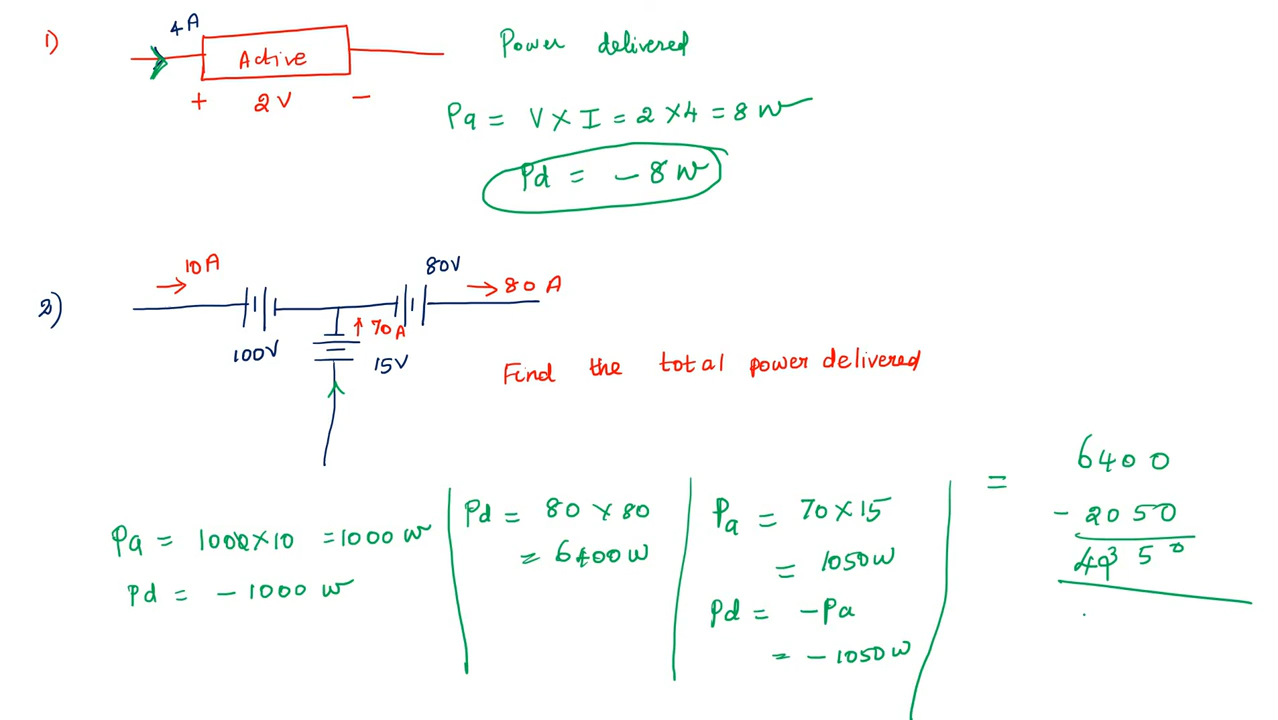 1)
4A
Active
+ 2V -
Power delivered
Pa = V X I = 2 X 4 = 8 W
Pd = - 8 W
2)
10A
100V
80V
→ 80 A
↑ 70A
15V
Find the total power delivered
Pa = 100 X 10 = 1000 W
Pd = - 1000 W
Pd = 80 X 80
= 6400 W
Pa = 70 X 15
= 1050W
Pd = -Pa
= - 1050 W
= 6400
- 2050
4350